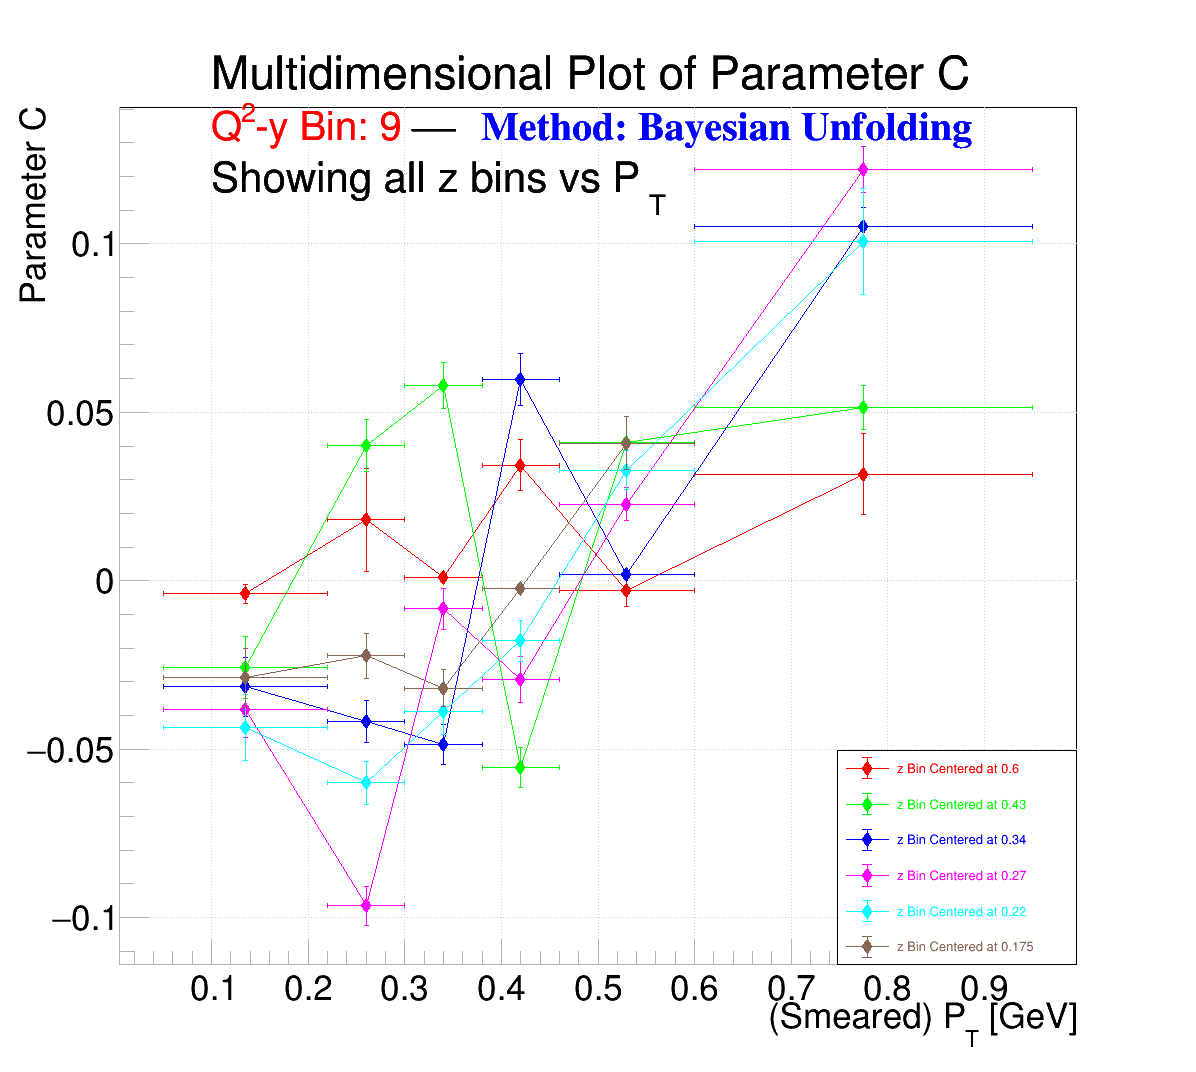 Multidimensional Plot of Parameter C
Q²-y Bin: 9 — Method: Bayesian Unfolding
Showing all z bins vs P_T
Parameter C
0.1
0.05
0
−0.05
−0.1
z Bin Centered at 0.6
z Bin Centered at 0.43
z Bin Centered at 0.34
z Bin Centered at 0.27
z Bin Centered at 0.22
z Bin Centered at 0.175
0.1 0.2 0.3 0.4 0.5 0.6 0.7 0.8 0.9
(Smeared) P_T [GeV]